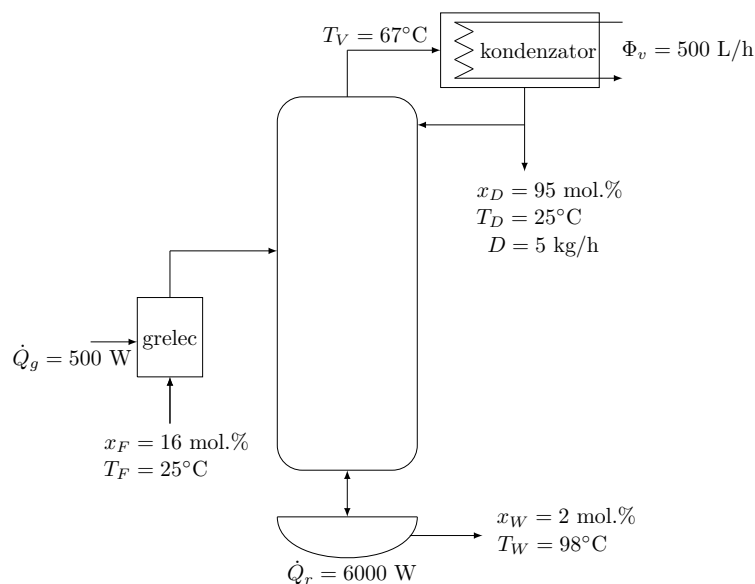 T_V = 67°C
kondenzator
Φ_v = 500 L/h
x_D = 95 mol.%
T_D = 25°C
D = 5 kg/h
grelec
Q̇_g = 500 W
x_F = 16 mol.%
T_F = 25°C
x_W = 2 mol.%
T_W = 98°C
Q̇_r = 6000 W